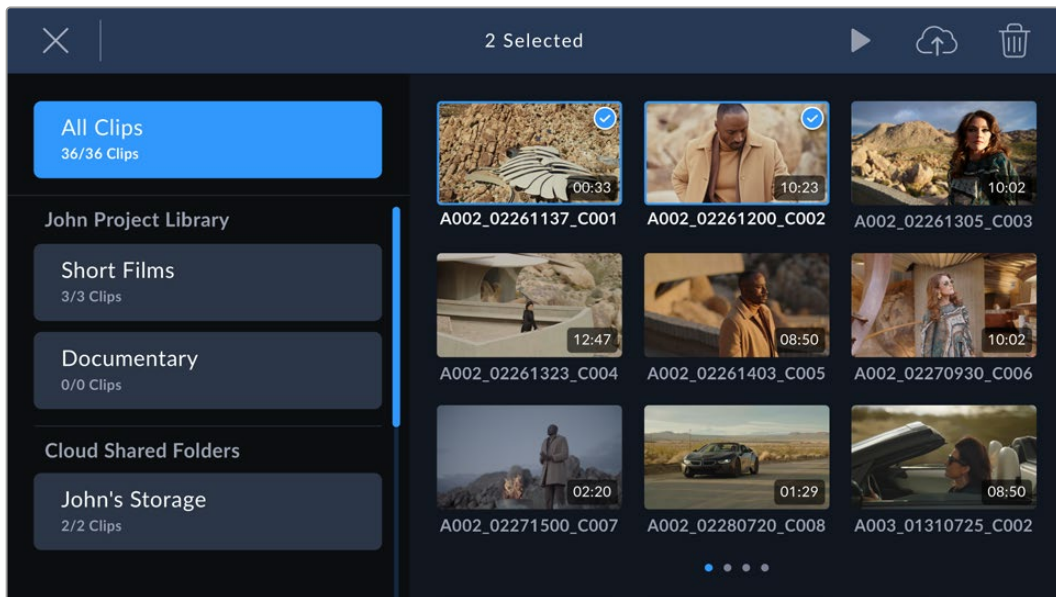 2 Selected
All Clips
36/36 Clips
John Project Library
Short Films
3/3 Clips
Documentary
0/0 Clips
Cloud Shared Folders
John's Storage
2/2 Clips
00:33
10:23
10:02
A002_02261137_C001
A002_02261200_C002
A002_02261305_C003
12:47
08:50
10:02
A002_02261323_C004
A002_02261403_C005
A002_02270930_C006
02:20
01:29
08:50
A002_02271500_C007
A002_02280720_C008
A003_01310725_C002